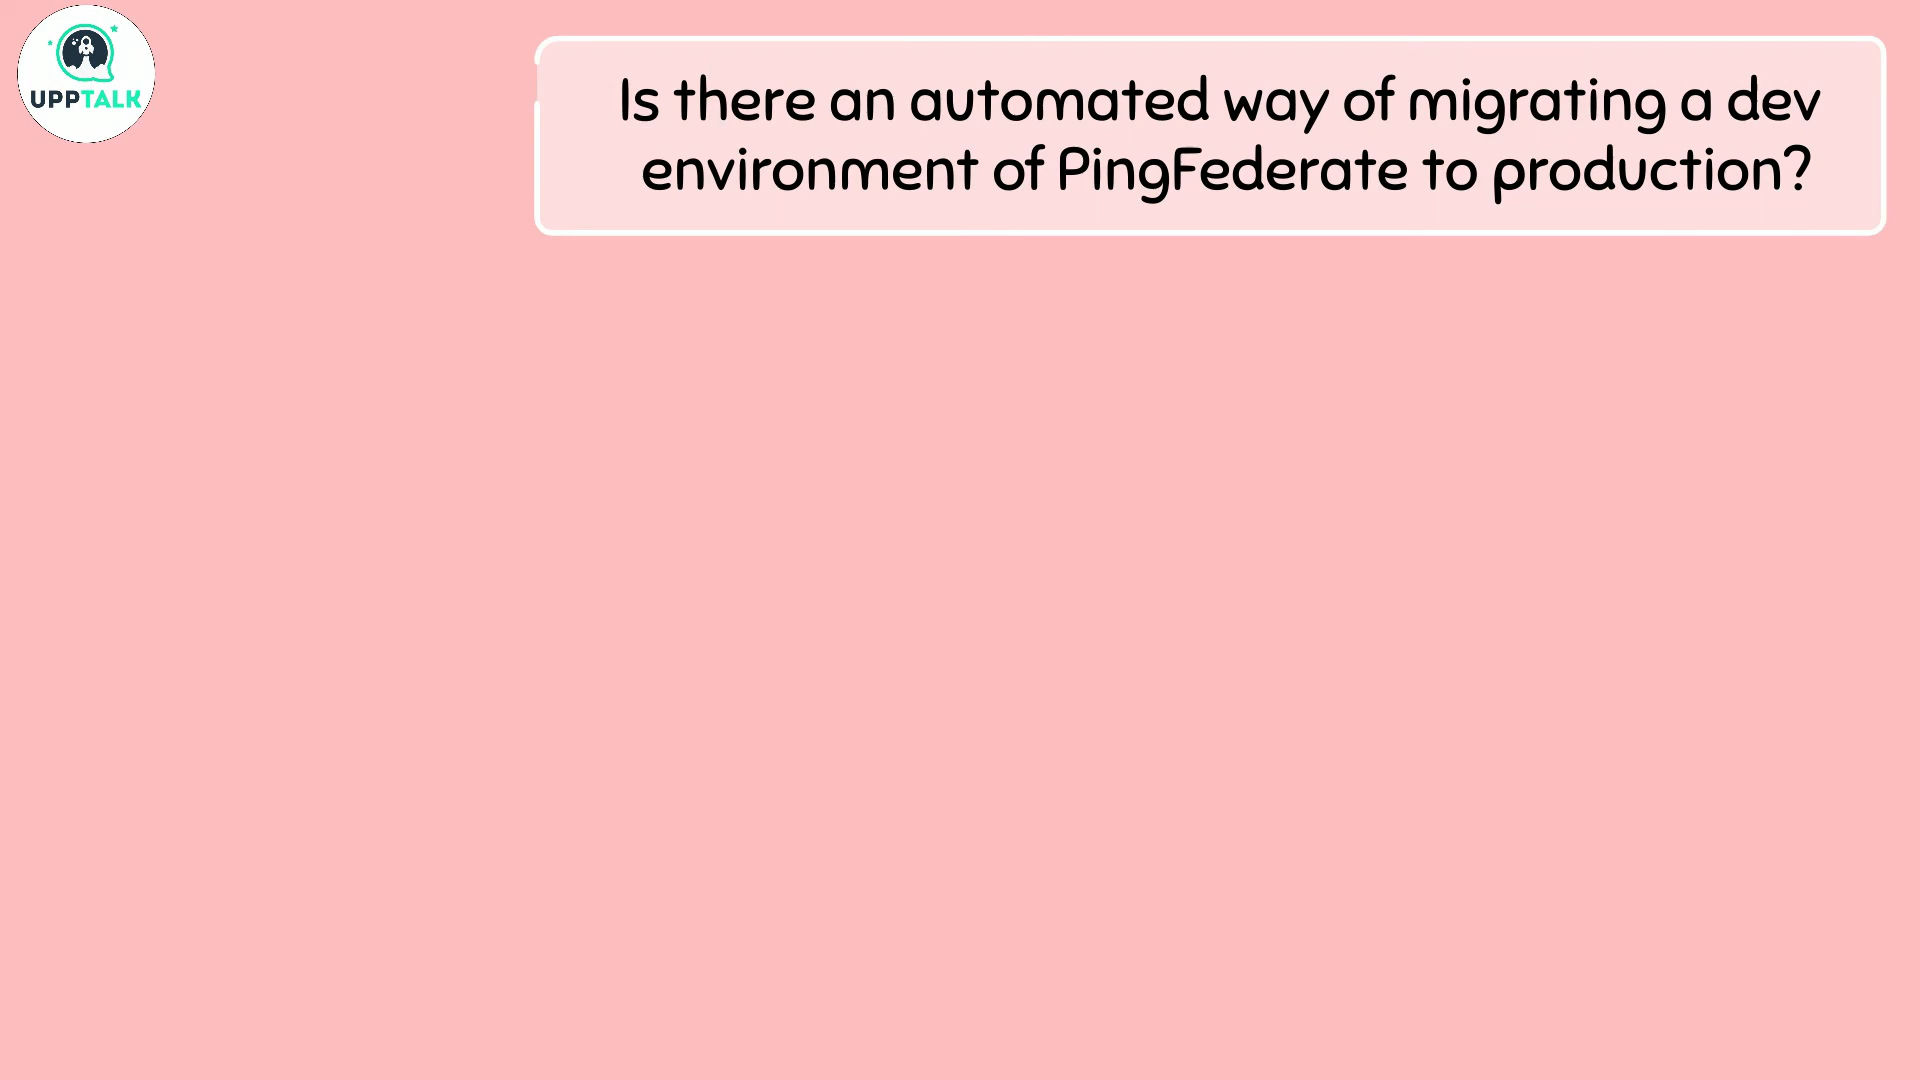 UPPTALK
Is there an automated way of migrating a dev
environment of PingFederate to production?